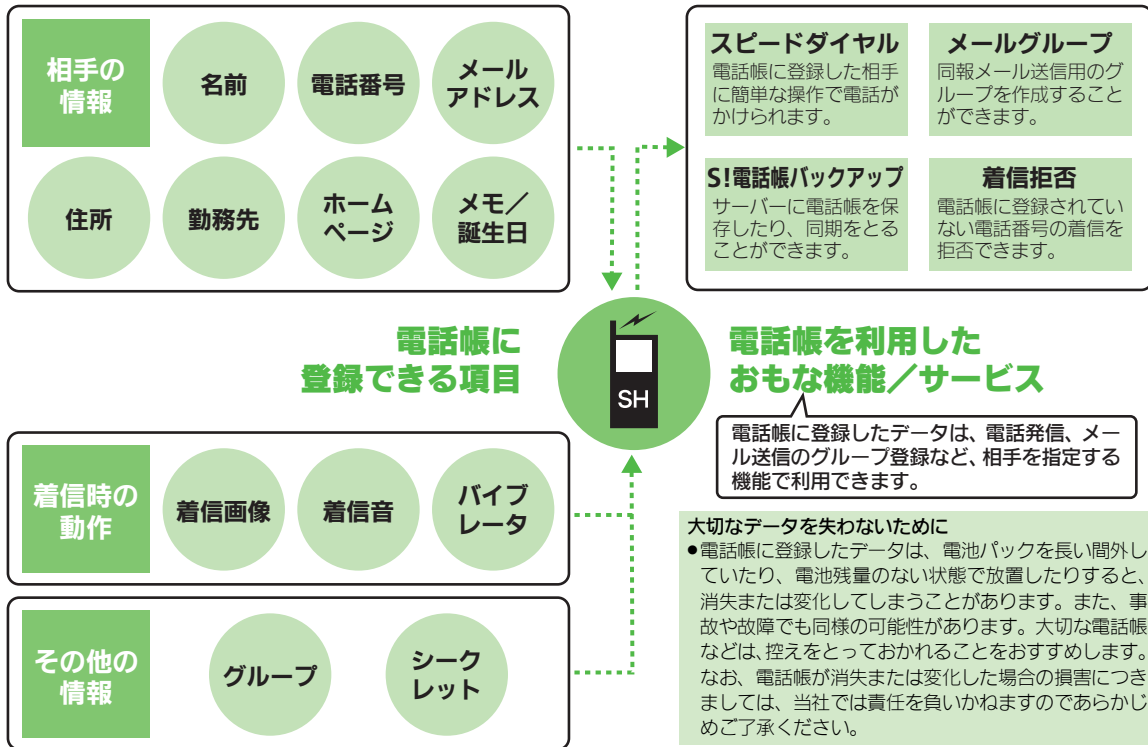 相手の
情報
名前
電話番号
メール
アドレス
住所
勤務先
ホーム
ページ
メモ／
誕生日
スピードダイヤル
電話帳に登録した相手
に簡単な操作で電話が
かけられます。
メールグループ
同報メール送信用のグ
ループを作成すること
ができます。
S!電話帳バックアップ
サーバーに電話帳を保
存したり、同期をとる
ことができます。
着信拒否
電話帳に登録されてい
ない電話番号の着信を
拒否できます。
電話帳に
登録できる項目
SH
電話帳を利用した
おもな機能／サービス
電話帳に登録したデータは、電話発信、メー
ル送信のグループ登録など、相手を指定する
機能で利用できます。
着信時の
動作
着信画像
着信音
バイブ
レータ
その他の
情報
グループ
シーク
レット
大切なデータを失わないために
●電話帳に登録したデータは、電池パックを長い間外し
ていたり、電池残量のない状態で放置したりすると、
消失または変化してしまうことがあります。また、事
故や故障でも同様の可能性があります。大切な電話帳
などは、控えをとっておかれることをおすすめします。
なお、電話帳が消失または変化した場合の損害につき
ましては、当社では責任を負いかねますのであらかじ
めご了承ください。